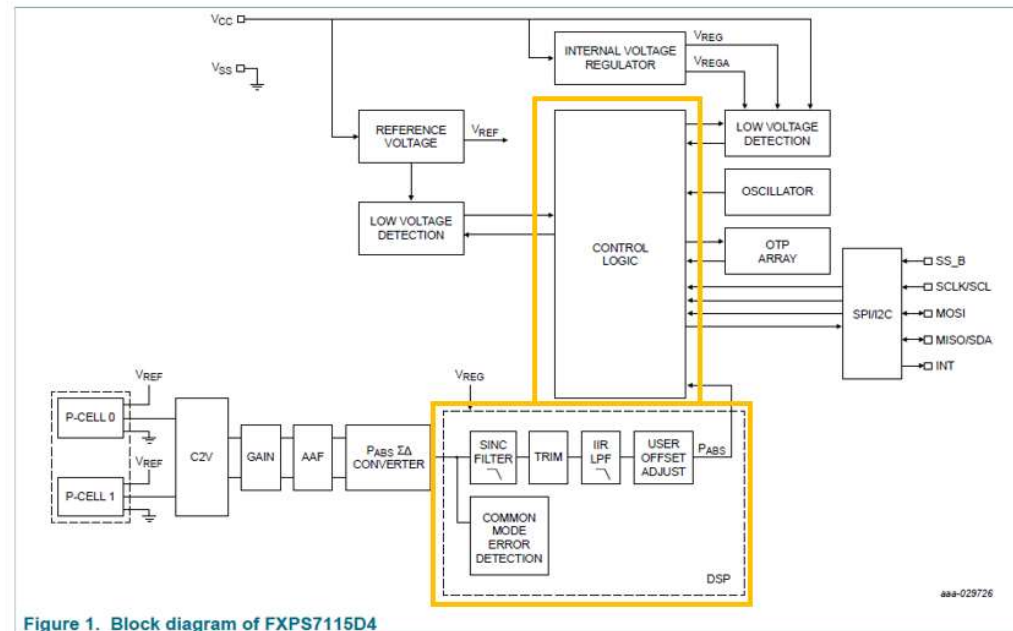 VCC
VSS
INTERNAL VOLTAGE
REGULATOR
VREG
VREGA
REFERENCE
VOLTAGE
VREF
LOW VOLTAGE
DETECTION
LOW VOLTAGE
DETECTION
OSCILLATOR
CONTROL
LOGIC
OTP
ARRAY
SPI/I2C
SS_B
SCLK/SCL
MOSI
MISO/SDA
INT
VREF
P-CELL 0
VREF
P-CELL 1
C2V
GAIN
AAF
PABS ΣΔ
CONVERTER
VREG
SINC
FILTER
TRIM
IIR
LPF
USER
OFFSET
ADJUST
PABS
COMMON
MODE
ERROR
DETECTION
DSP
aaa-029726
Figure 1. Block diagram of FXPS7115D4